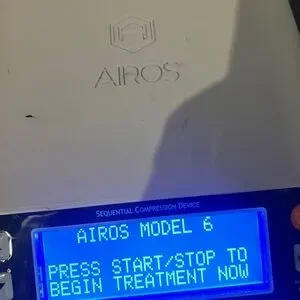 AIROS
SEQUENTIAL COMPRESSION DEVICE
AIROS MODEL 6
PRESS START/STOP TO
BEGIN TREATMENT NOW